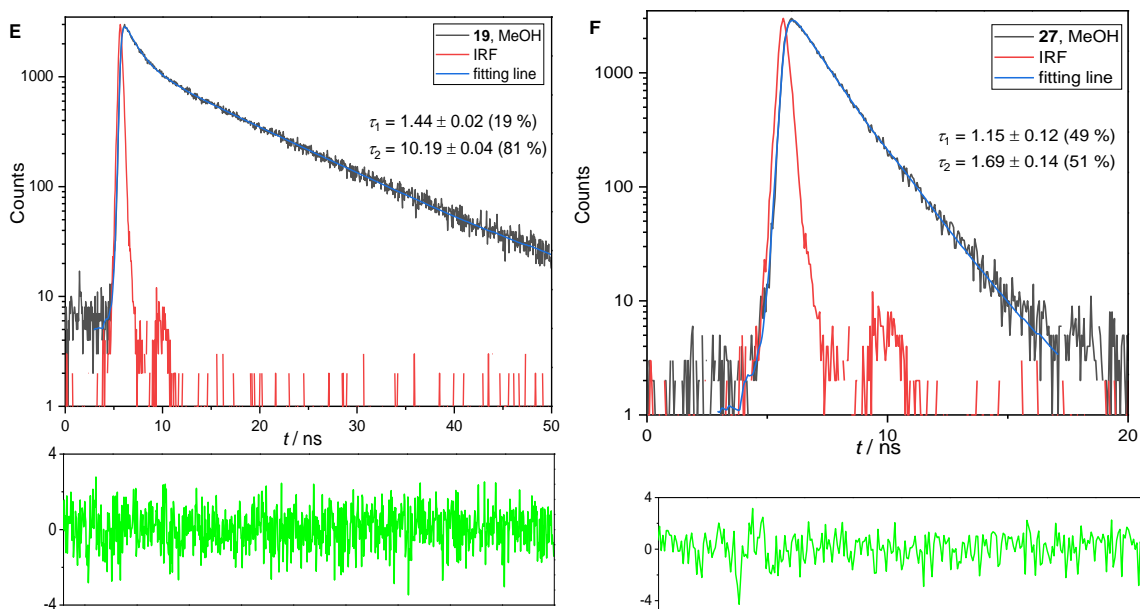 E
19, MeOH
IRF
fitting line
τ1 = 1.44 ± 0.02 (19 %)
τ2 = 10.19 ± 0.04 (81 %)
Counts
1000
100
10
1
0 10 20 30 40 50
t / ns
4
0
-4
F
27, MeOH
IRF
fitting line
τ1 = 1.15 ± 0.12 (49 %)
τ2 = 1.69 ± 0.14 (51 %)
Counts
1000
100
10
1
0 10 20
t / ns
4
0
-4